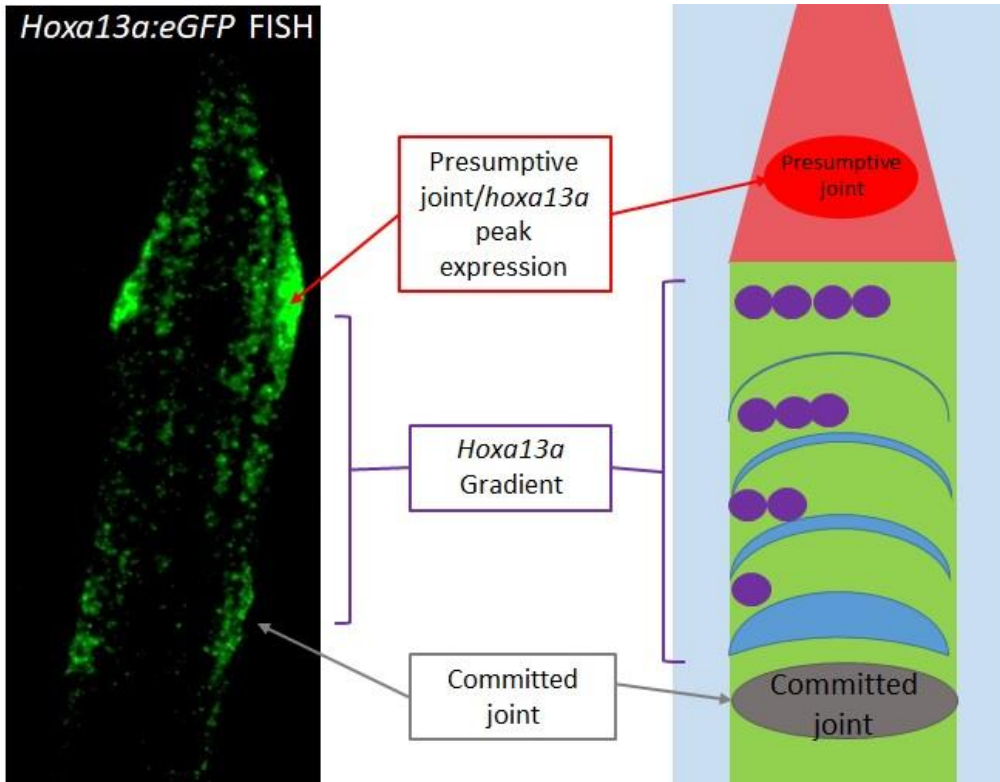 Hoxa13a:eGFP FISH
Presumptive
joint/hoxa13a
peak
expression
Presumptive
joint
Hoxa13a
Gradient
Committed
joint
Committed
joint